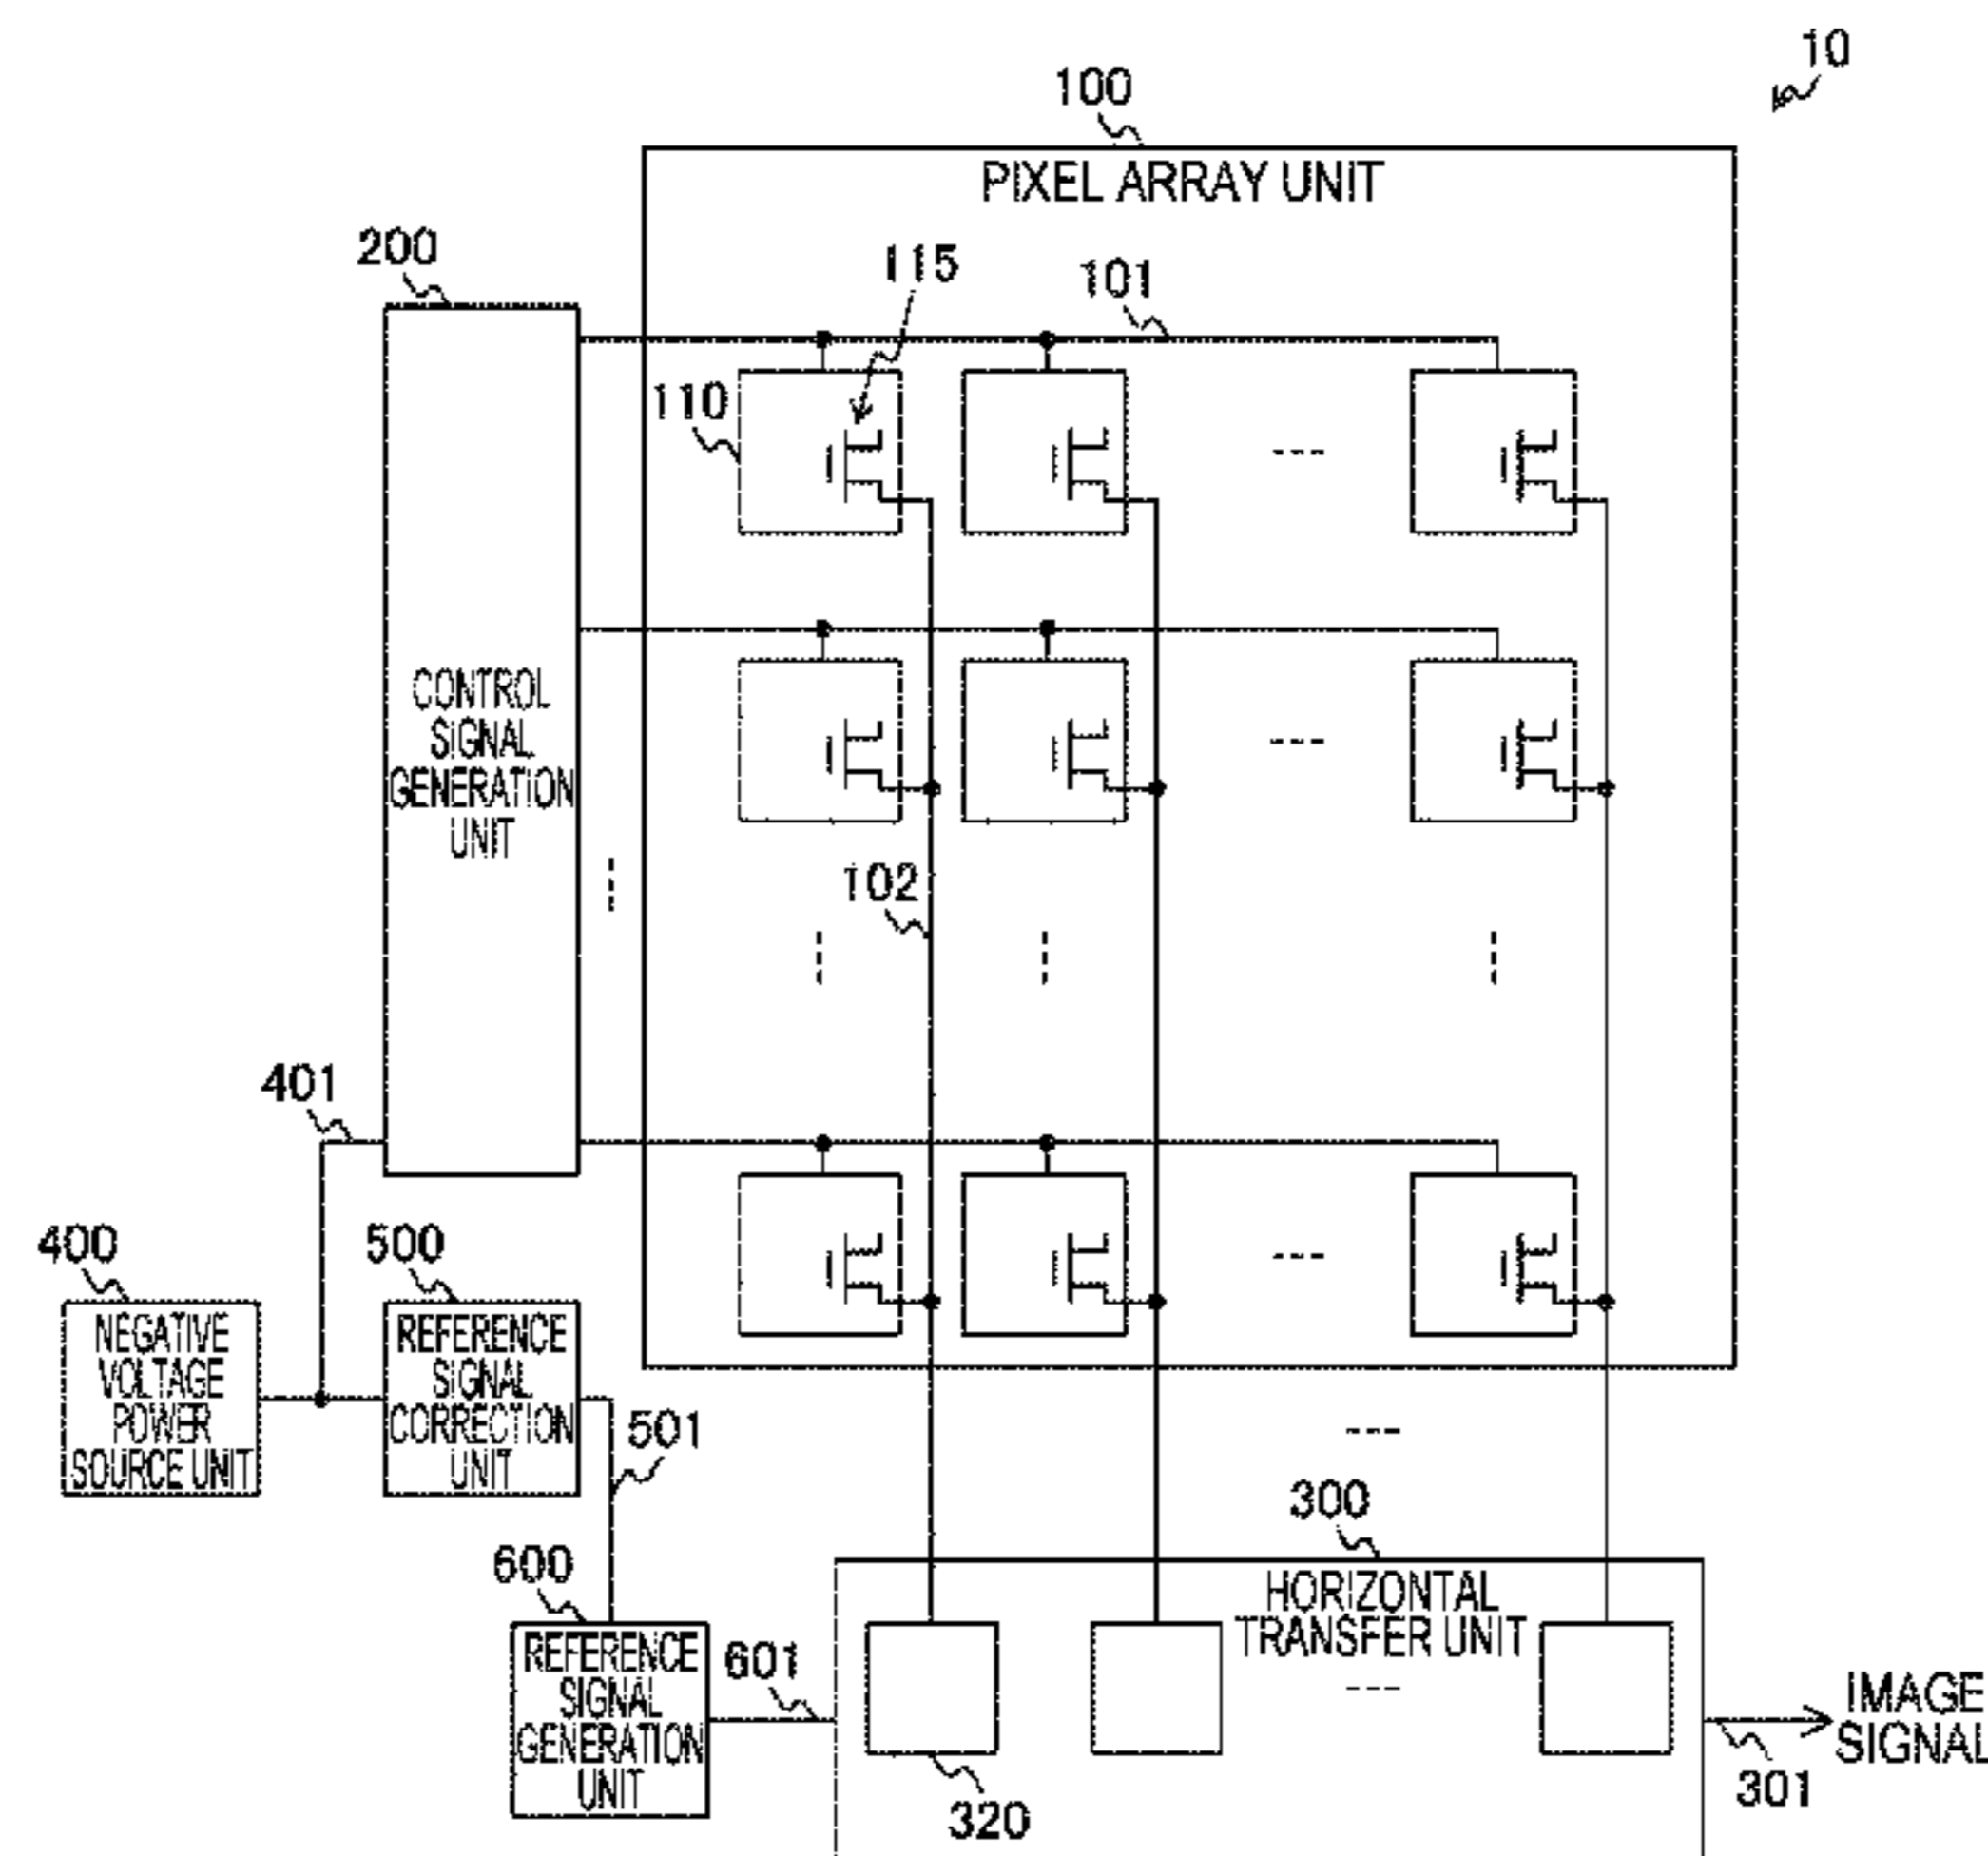 10
100
PIXEL ARRAY UNIT
200
115
101
110
CONTROL
SIGNAL
GENERATION
UNIT
102
401
400
500
NEGATIVE
VOLTAGE
POWER
SOURCE UNIT
REFERENCE
SIGNAL
CORRECTION
UNIT
501
300
600
HORIZONTAL
TRANSFER UNIT
REFERENCE
SIGNAL
GENERATION
UNIT
601
IMAGE
SIGNAL
301
320